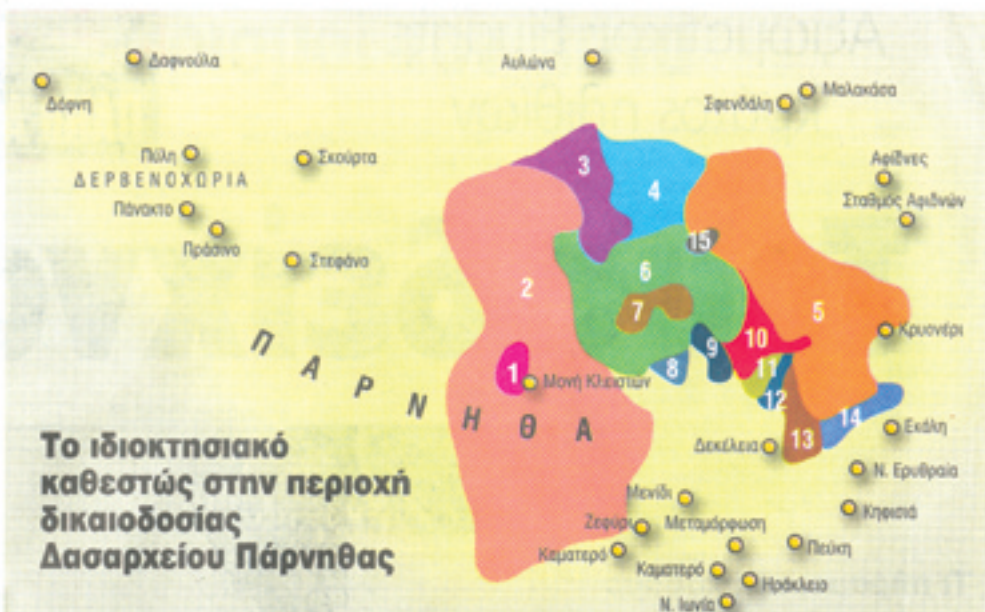 Δαφνούλα
Αυλώνα
Δάφνη
Μαλακάσα
Σφενδάλη
Πύλη
Σκούρτα
ΔΕΡΒΕΝΟΧΩΡΙΑ
Αφίδνες
Πάνακτο
Σταθμός Αφιδνών
Πράσινο
Στεφάνο
3
4
15
2
6
7
5
ΠΑΡΝΗΘΑ
Κρυονέρι
10
9
8
11
1
Μονή Κλειστών
12
13
14
Εκάλη
Δεκέλεια
Το ιδιοκτησιακό
καθεστώς στην περιοχή
δικαιοδοσίας
Δασαρχείου Πάρνηθας
Ν. Ερυθραία
Μενίδι
Κηφισιά
Ζεφύρι
Μεταμόρφωση
Κεματερό
Πεύκη
Καματερό
Ηράκλειο
Ν. Ιωνία